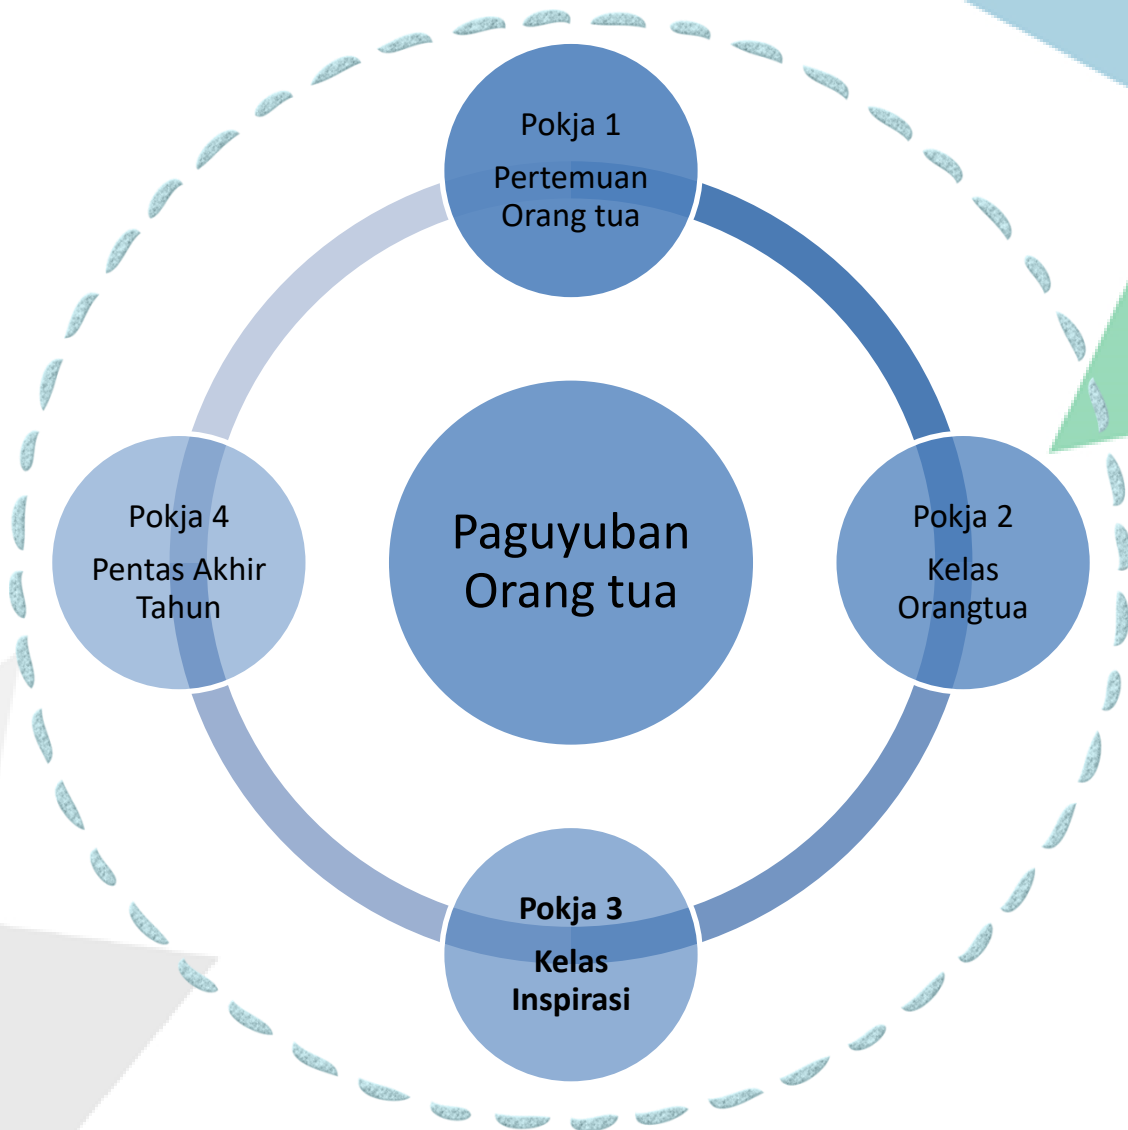 Pokja 1
Pertemuan
Orang tua
Pokja 4
Pentas Akhir
Tahun
Paguyuban
Orang tua
Pokja 2
Kelas
Orangtua
Pokja 3
Kelas
Inspirasi